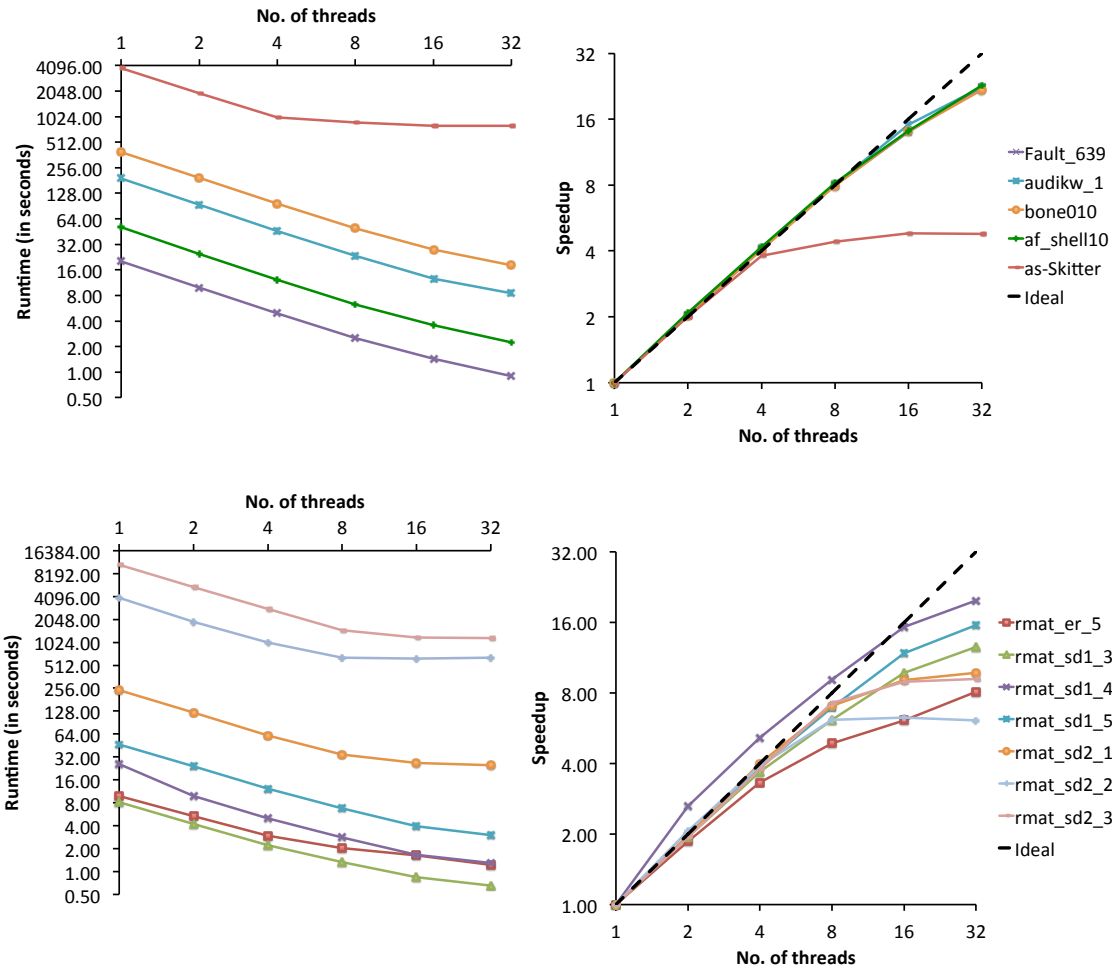 No. of threads
1 2 4 8 16 32
4096.00
2048.00
1024.00
512.00
256.00
128.00
64.00
32.00
16.00
8.00
4.00
2.00
1.00
0.50
Runtime (in seconds)
32
16
8
4
2
1
Speedup
1 2 4 8 16 32
No. of threads
Fault_639
audikw_1
bone010
af_shell10
as-Skitter
Ideal
No. of threads
1 2 4 8 16 32
16384.00
8192.00
4096.00
2048.00
1024.00
512.00
256.00
128.00
64.00
32.00
16.00
8.00
4.00
2.00
1.00
0.50
Runtime (in seconds)
32.00
16.00
8.00
4.00
2.00
1.00
Speedup
1 2 4 8 16 32
No. of threads
rmat_er_5
rmat_sd1_3
rmat_sd1_4
rmat_sd1_5
rmat_sd2_1
rmat_sd2_2
rmat_sd2_3
Ideal